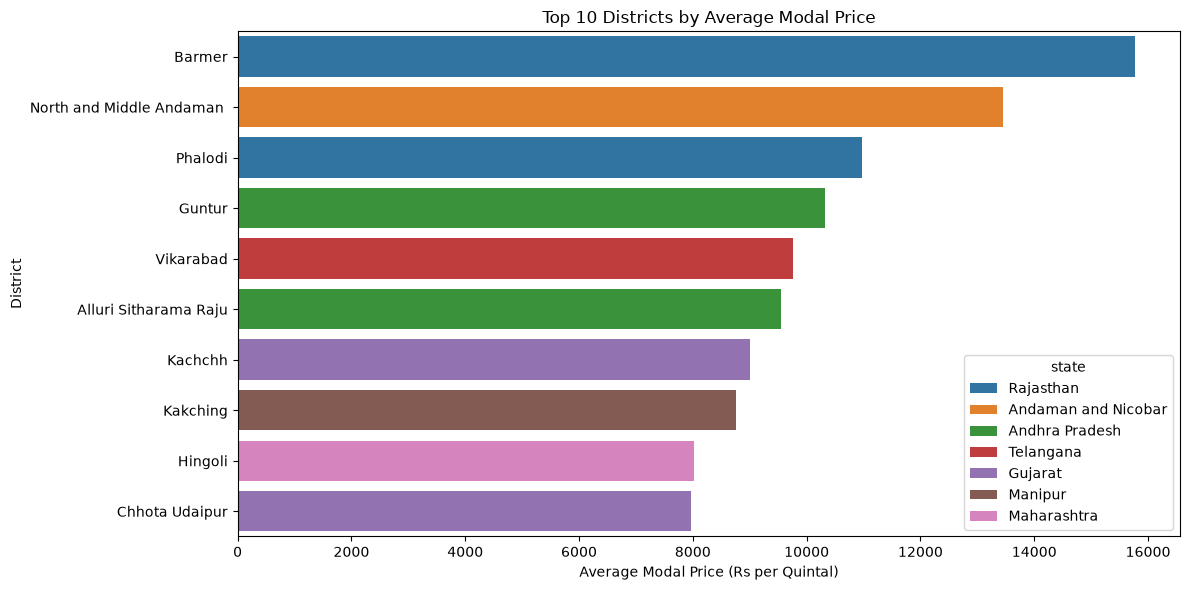 Top 10 Districts by Average Modal Price
District
Barmer
North and Middle Andaman
Phalodi
Guntur
Vikarabad
Alluri Sitharama Raju
Kachchh
Kakching
Hingoli
Chhota Udaipur
state
Rajasthan
Andaman and Nicobar
Andhra Pradesh
Telangana
Gujarat
Manipur
Maharashtra
0 2000 4000 6000 8000 10000 12000 14000 16000
Average Modal Price (Rs per Quintal)